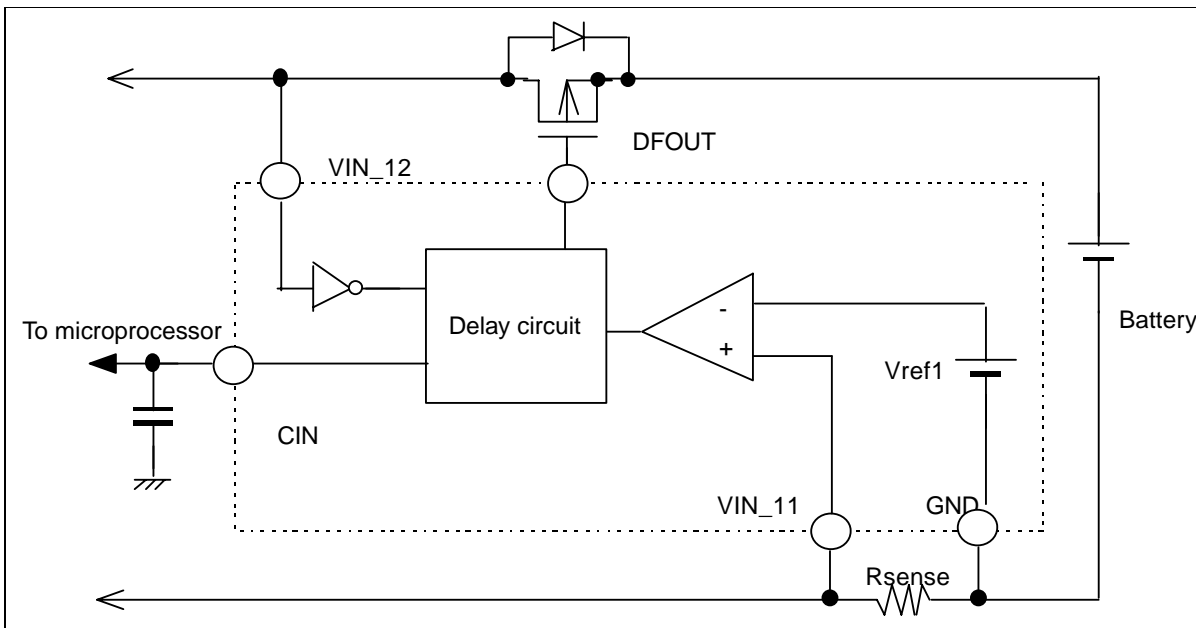 DFOUT
VIN_12
Delay circuit
-
+
Battery
To microprocessor
Vref1
CIN
VIN_11
GND
Rsense